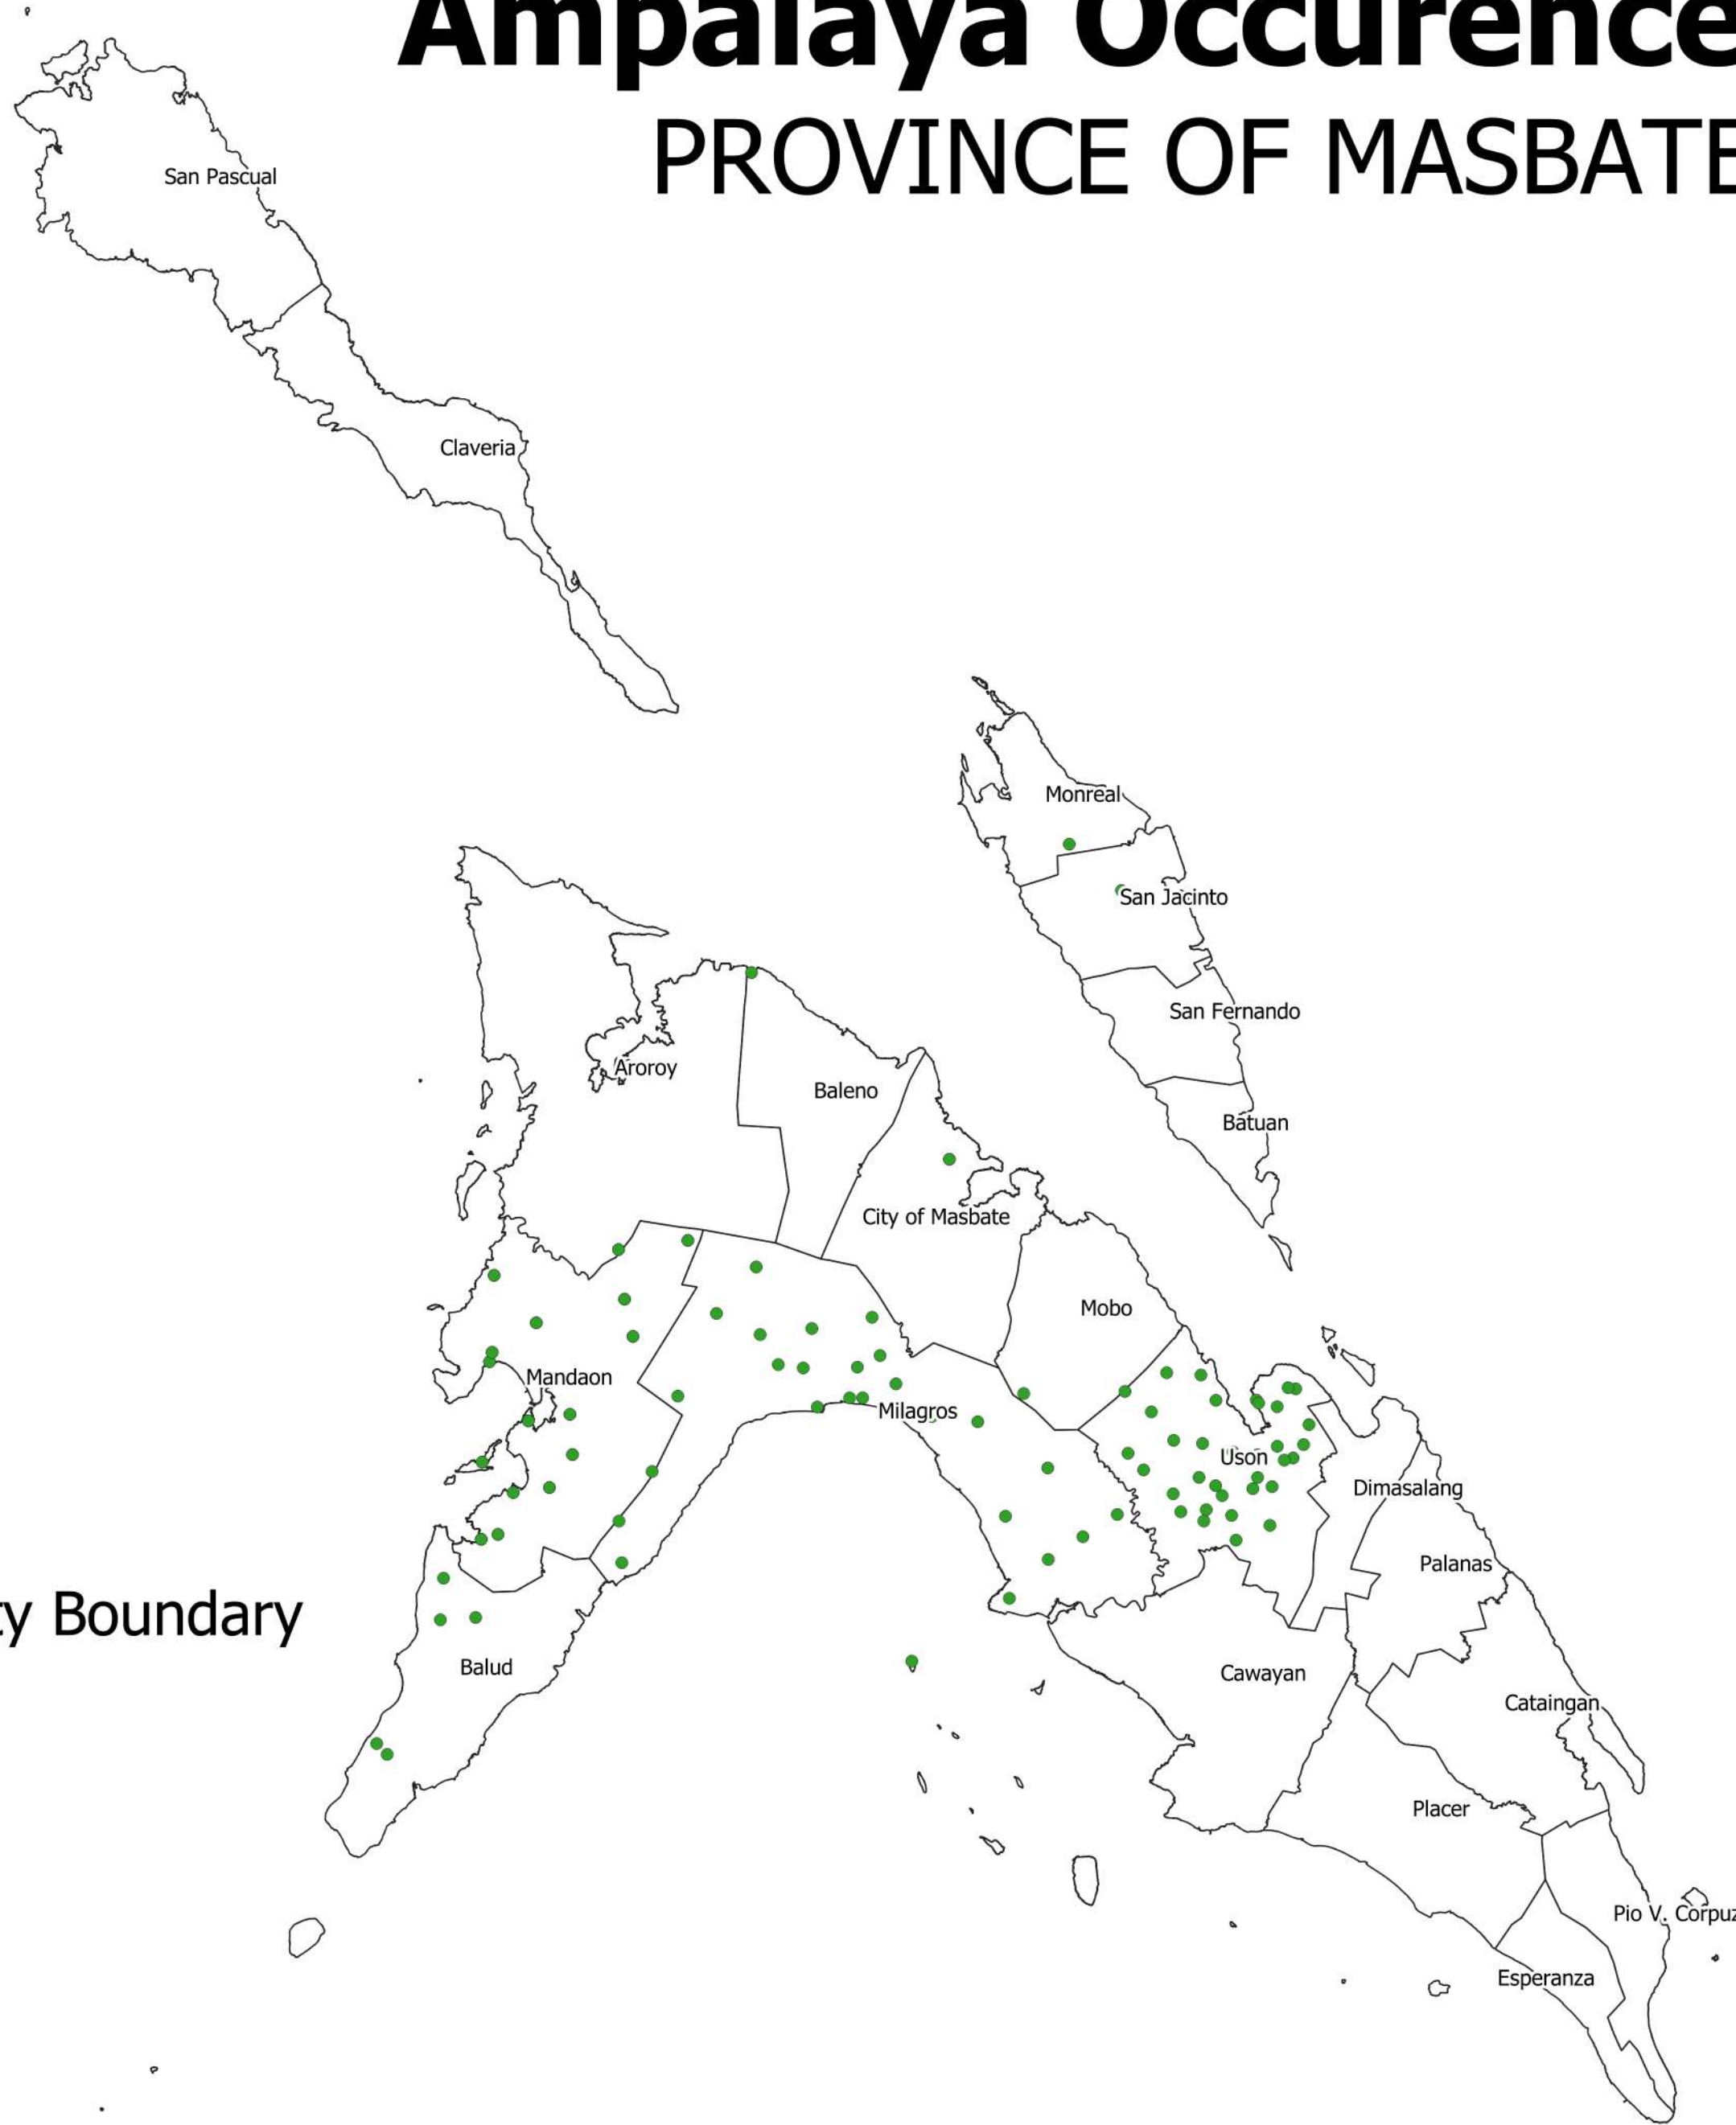 Ampalaya Occurence
PROVINCE OF MASBATE
San Pascual
Claveria
Monreal
San Jacinto
San Fernando
Aroroy
Baleno
Batuan
City of Masbate
Mobo
Mandaon
Milagros
Uson
Dimasalang
Palanas
y Boundary
Balud
Cawayan
Cataingan
Placer
Pio V. Corpuz
Esperanza